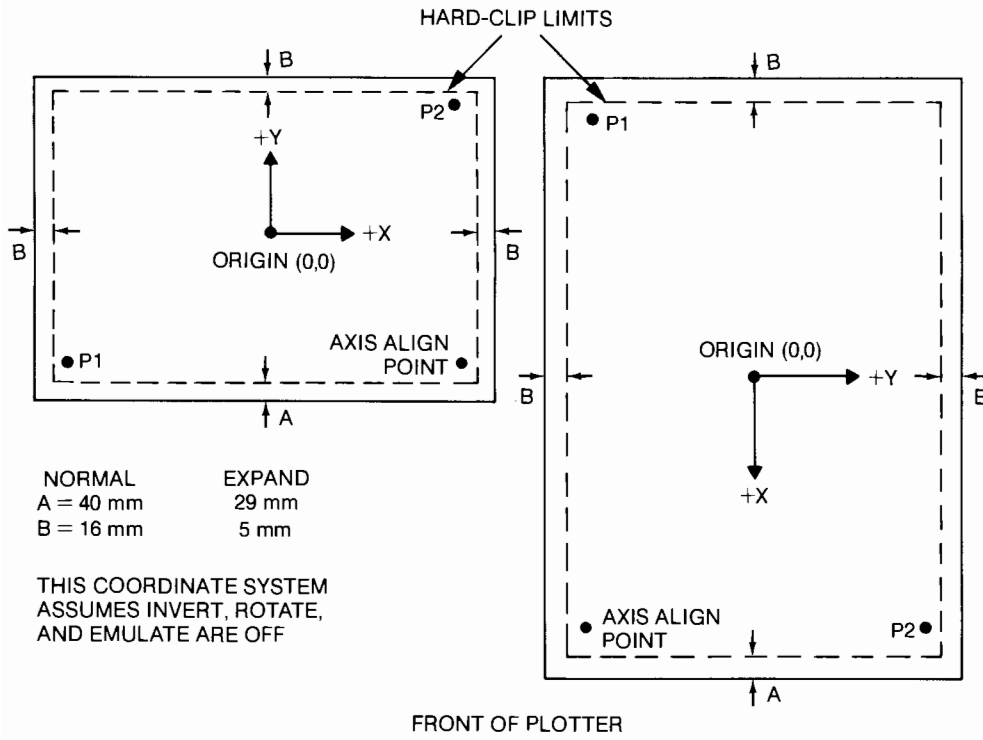 HARD-CLIP LIMITS
B
P2
+Y
+X
B
B
ORIGIN (0,0)
P1
AXIS ALIGN
POINT
A
NORMAL EXPAND
A = 40 mm 29 mm
B = 16 mm 5 mm
THIS COORDINATE SYSTEM
ASSUMES INVERT, ROTATE,
AND EMULATE ARE OFF
B
P1
ORIGIN (0,0)
+Y
B
B
+X
AXIS ALIGN
POINT
P2
A
FRONT OF PLOTTER